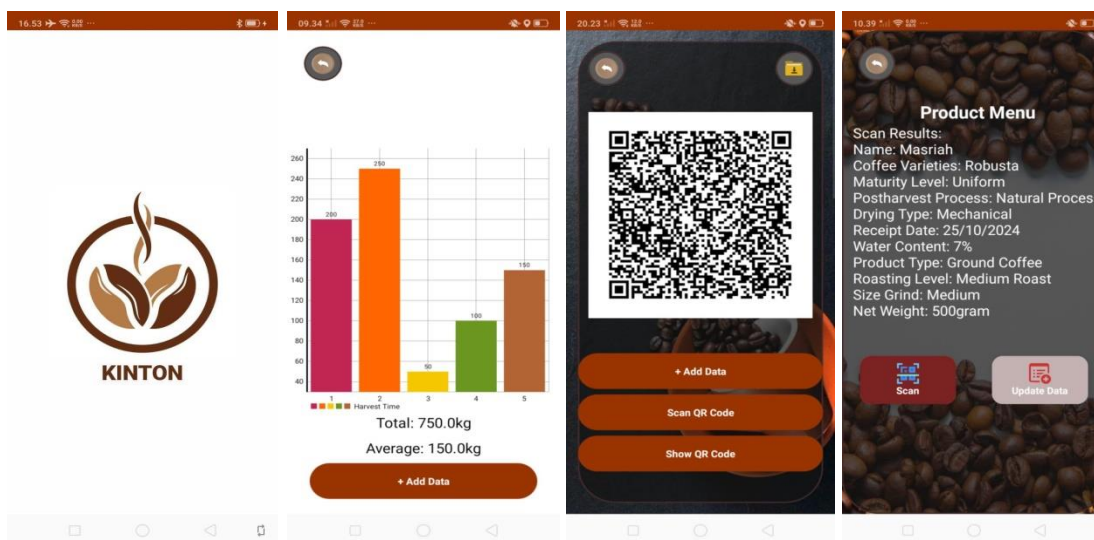 16.53
KINTON
09.34
260
240
220
200
180
160
140
120
100
80
60
40
200
250
50
100
150
1 2 3 4 5
Harvest Time
Total: 750.0kg
Average: 150.0kg
+ Add Data
20.23
+ Add Data
Scan QR Code
Show QR Code
10.39
Product Menu
Scan Results:
Name: Masriah
Coffee Varieties: Robusta
Maturity Level: Uniform
Postharvest Process: Natural Proces
Drying Type: Mechanical
Receipt Date: 25/10/2024
Water Content: 7%
Product Type: Ground Coffee
Roasting Level: Medium Roast
Size Grind: Medium
Net Weight: 500gram
Scan
Update Data